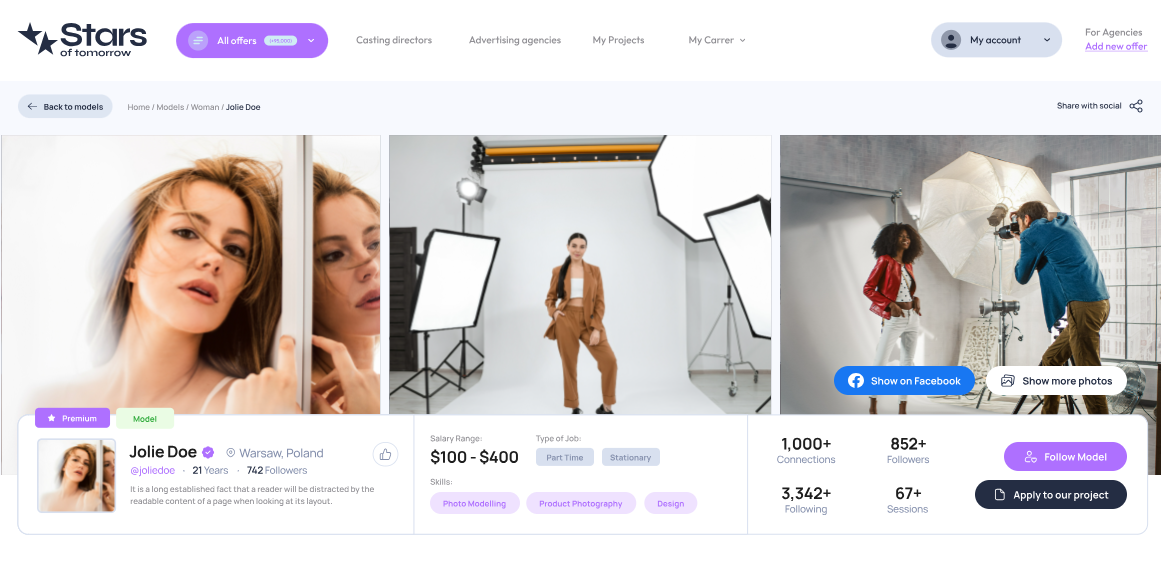 Stars
of tomorrow
All offers
(+99,000)
Casting directors
Advertising agencies
My Projects
My Carrer
My account
For Agencies
Add new offer
Back to models
Home / Models / Woman / Jolie Doe
Share with social
Show on Facebook
Show more photos
Premium
Model
Jolie Doe
Warsaw, Poland
@joliedoe • 21 Years • 742 Followers
It is a long established fact that a reader will be distracted by the
readable content of a page when looking at its layout.
Salary Range:
$100 - $400
Type of Job:
Part Time
Stationary
Skills:
Photo Modelling
Product Photography
Design
1,000+
Connections
852+
Followers
3,342+
Following
67+
Sessions
Follow Model
Apply to our project